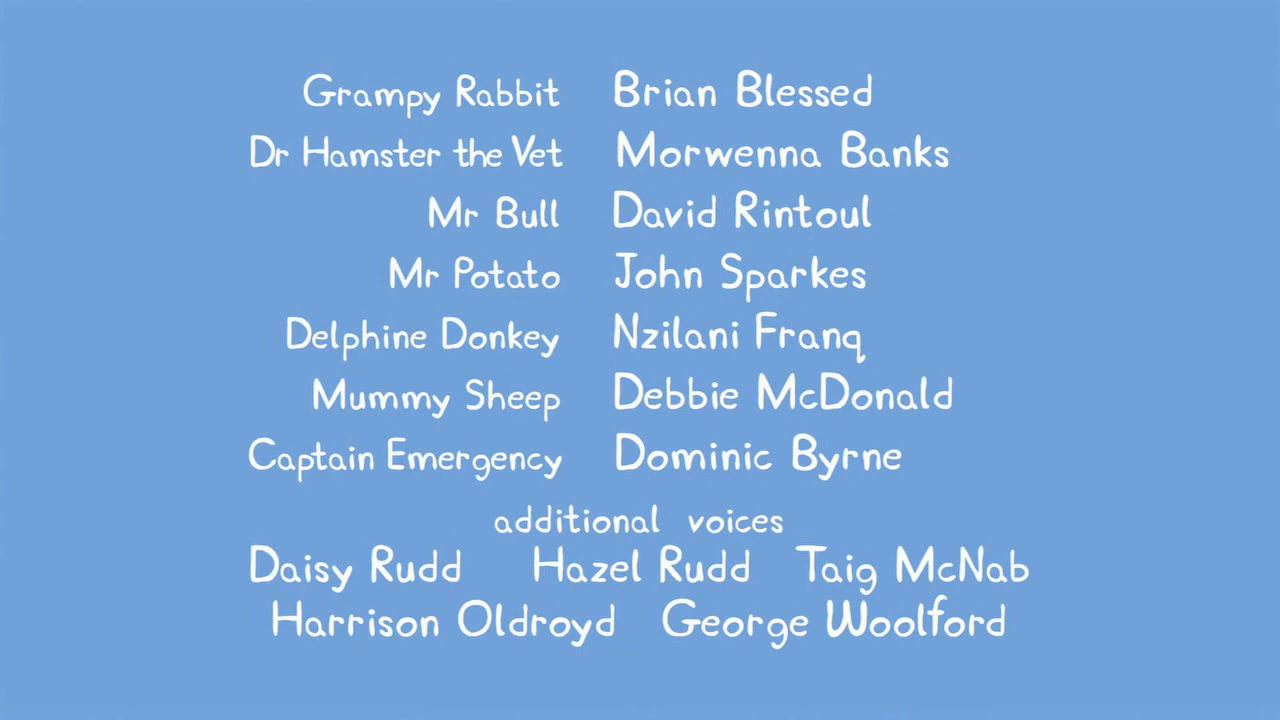 Grampy Rabbit Brian Blessed
Dr Hamster the Vet Morwenna Banks
Mr Bull David Rintoul
Mr Potato John Sparkes
Delphine Donkey Nzilani Franq
Mummy Sheep Debbie McDonald
Captain Emergency Dominic Byrne
additional voices
Daisy Rudd Hazel Rudd Taig McNab
Harrison Oldroyd George Woolford